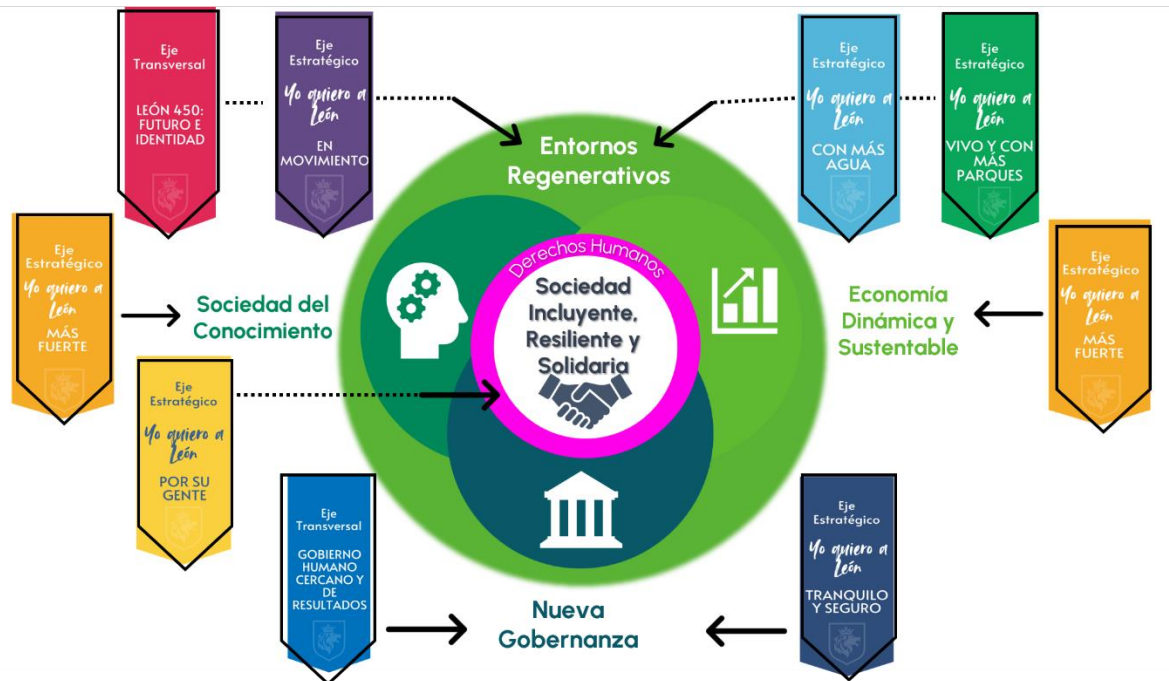 Eje
Transversal
LEÓN 450:
FUTURO E
IDENTIDAD
Eje
Estratégico
Yo quiero a
León
EN
MOVIMIENTO
Eje
Estratégico
Yo quiero a
León
CON MÁS
AGUA
Eje
Estratégico
Yo quiero a
León
VIVO Y CON
MÁS
PARQUES
Entornos
Regenerativos
Eje
Estratégico
Yo quiero a
León
MÁS
FUERTE
Sociedad del
Conocimiento
Derechos Humanos
Sociedad
Incluyente,
Resiliente y
Solidaria
Economía
Dinámica y
Sustentable
Eje
Estratégico
Yo quiero a
León
MÁS
FUERTE
Eje
Estratégico
Yo quiero a
León
POR SU
GENTE
Eje
Transversal
GOBIERNO
HUMANO
CERCANO Y
DE
RESULTADOS
Nueva
Gobernanza
Eje
Estratégico
Yo quiero a
León
TRANQUILO
Y SEGURO